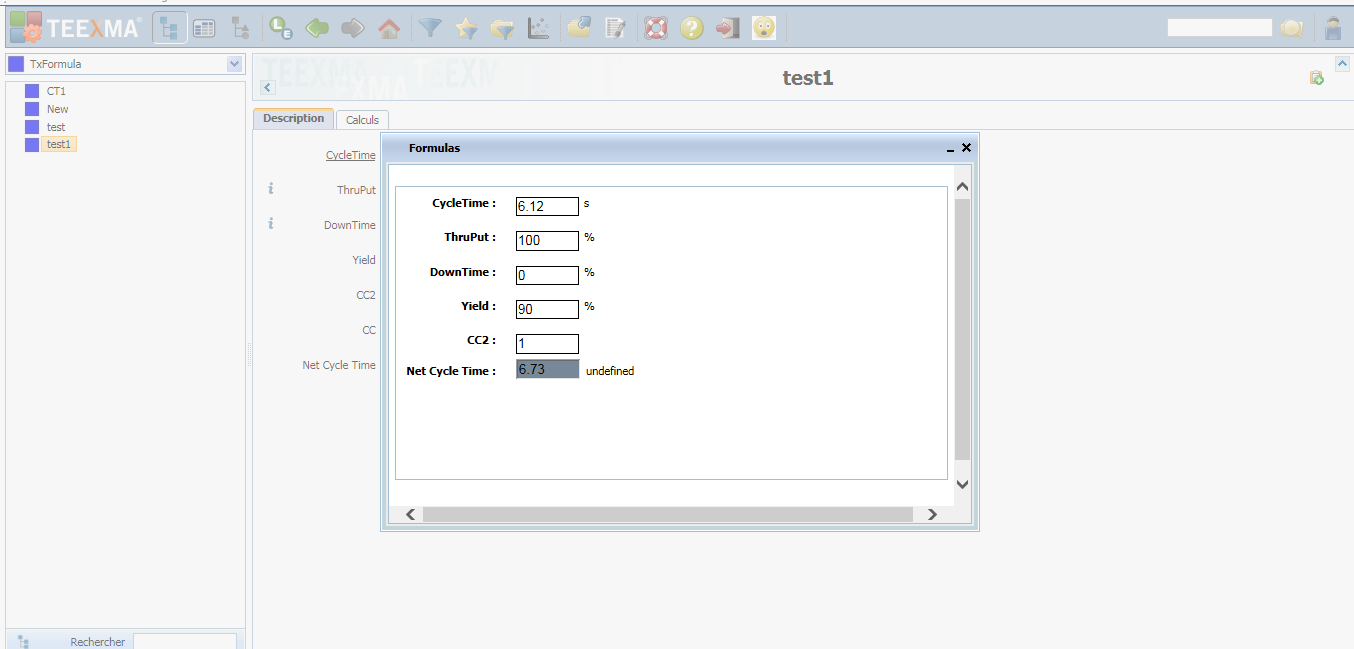 TEEXMA
TxFormula
CT1
New
test
test1
test1
Description
Calculs
CycleTime
ThruPut
DownTime
Yield
CC2
CC
Net Cycle Time
Formulas
CycleTime : 6.12 s
ThruPut : 100 %
DownTime : 0 %
Yield : 90 %
CC2 : 1
Net Cycle Time : 6.73 undefined
Rechercher